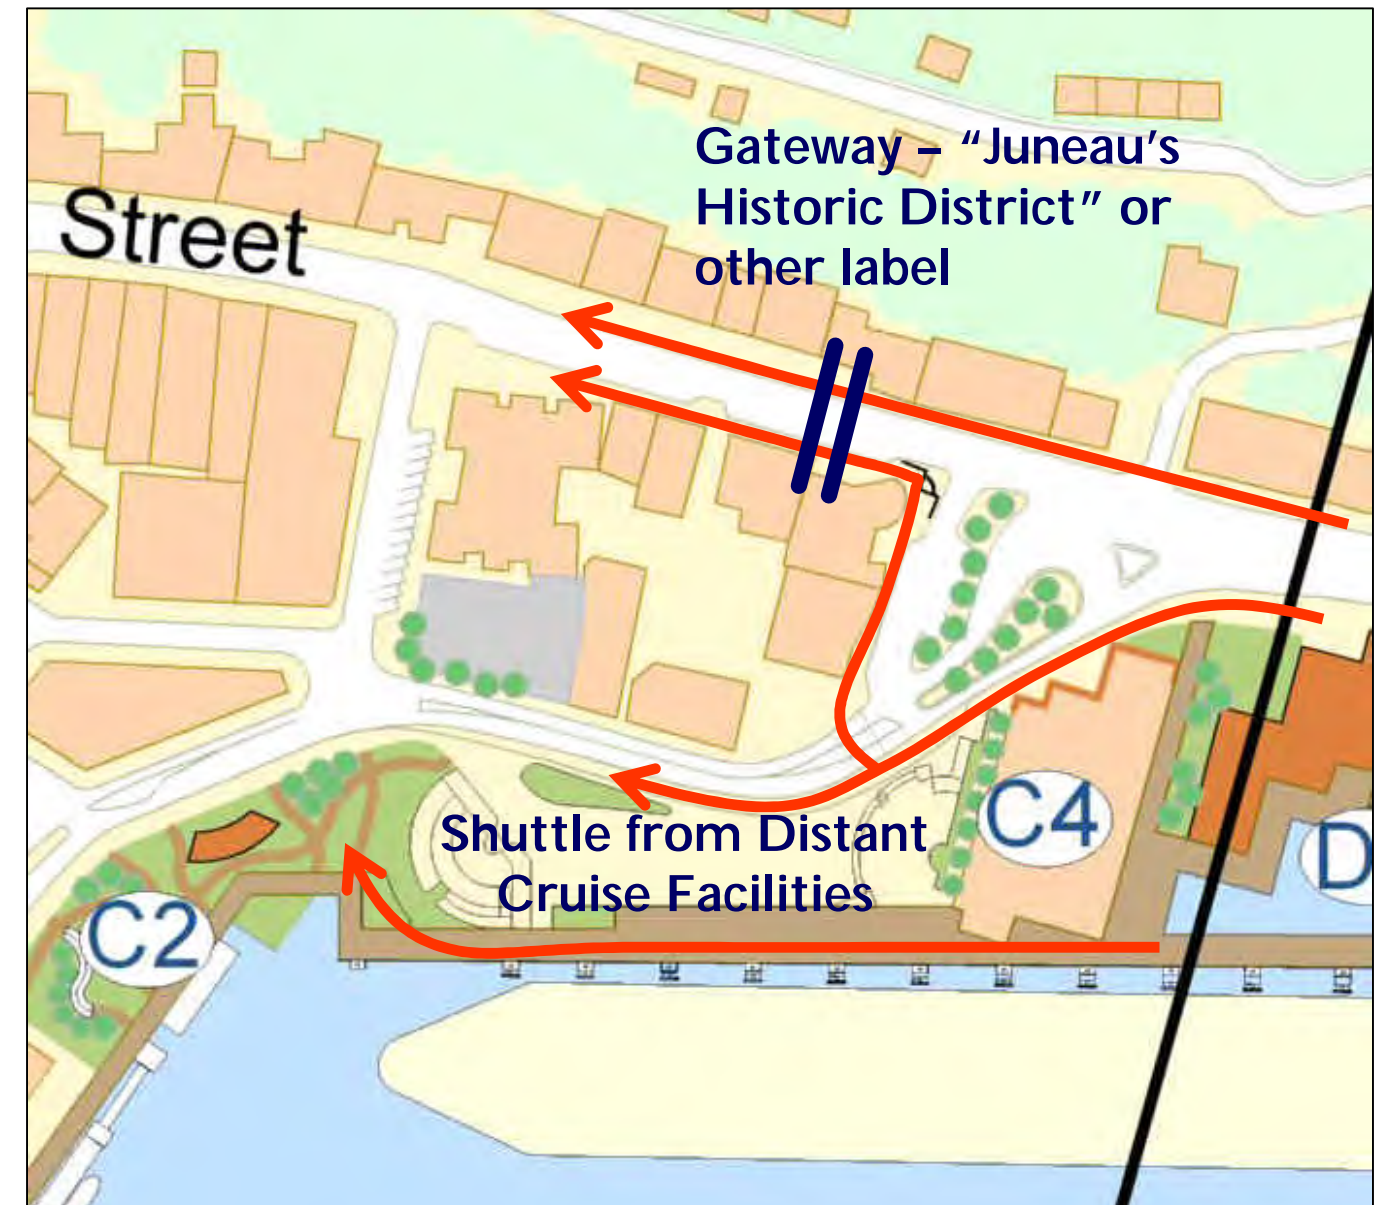 Gateway – “Juneau’s
Historic District” or
other label
Street
Shuttle from Distant
Cruise Facilities
C4
D
C2